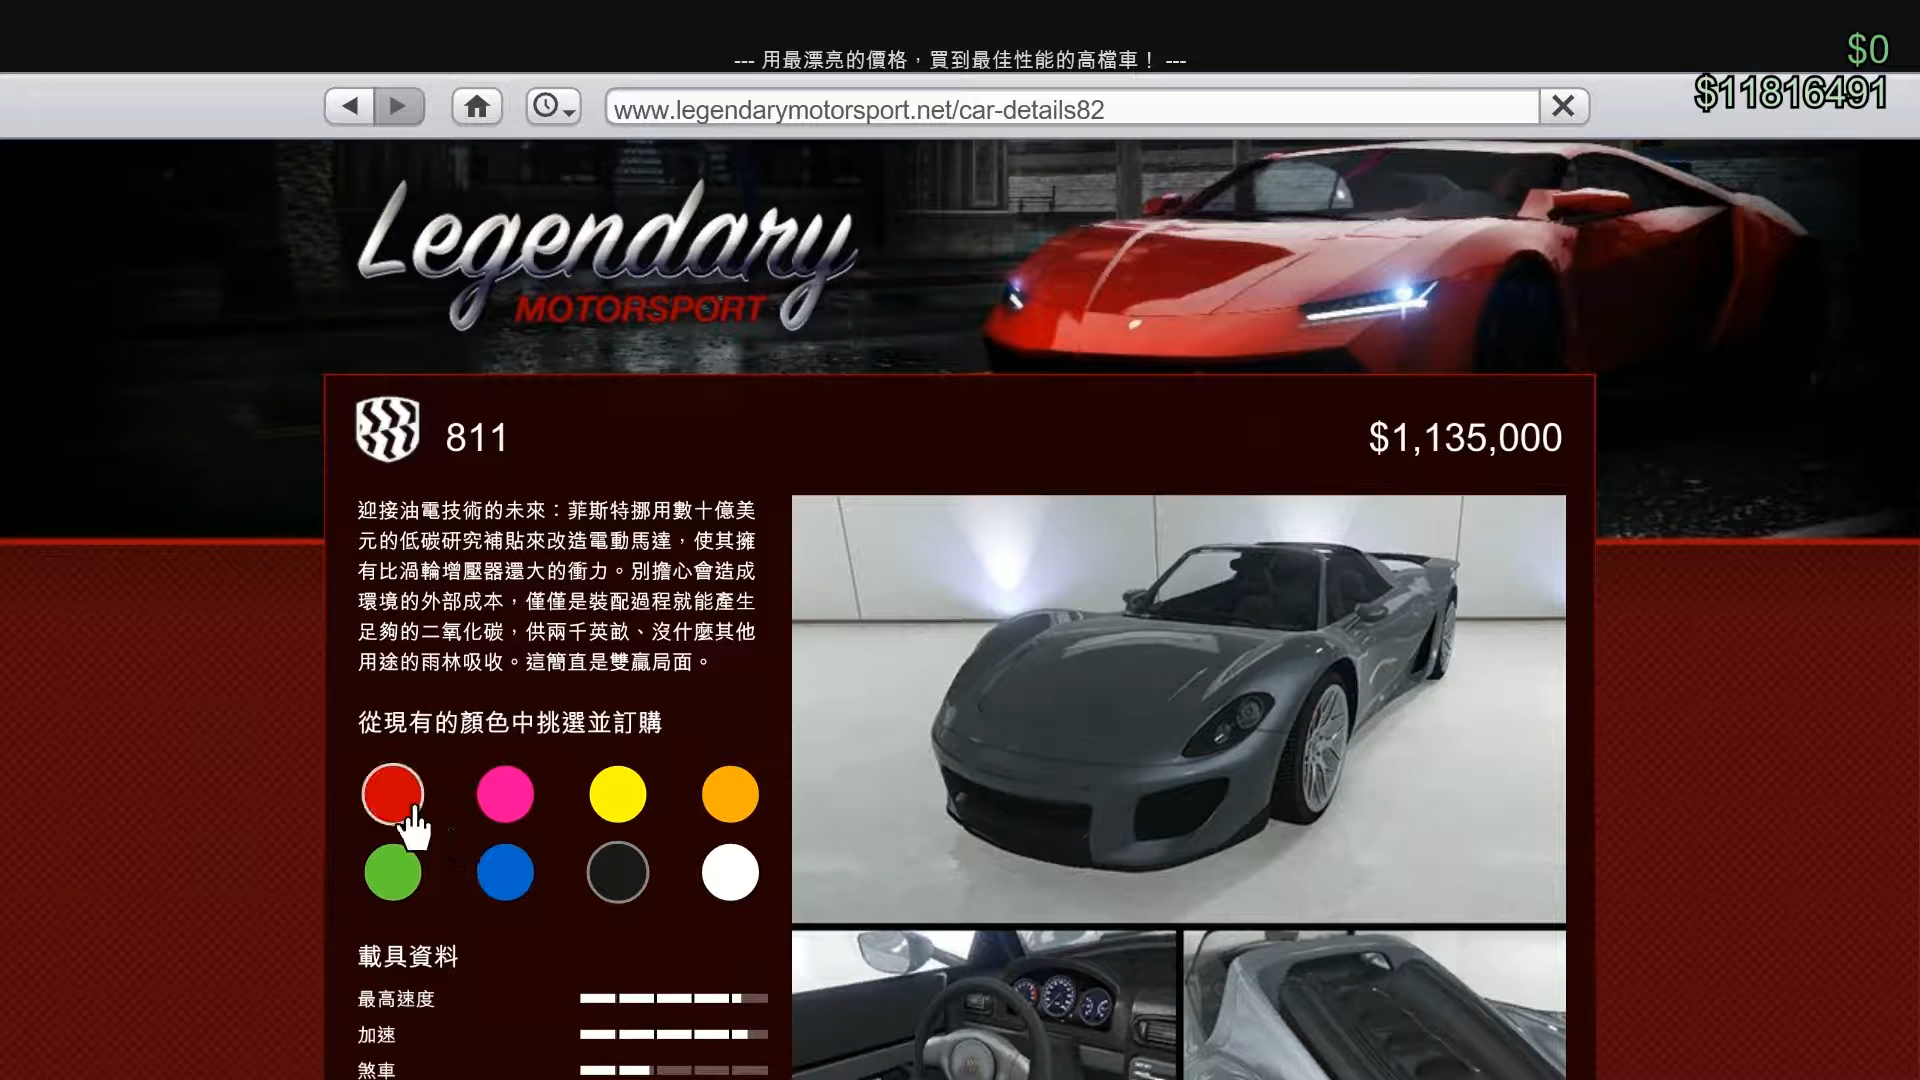 --- 用最漂亮的價格，買到最佳性能的高檔車！ ---
$0
$11816491
www.legendarymotorsport.net/car-details82
Legendary
MOTORSPORT
811
$1,135,000
迎接油電技術的未來：菲斯特挪用數十億美
元的低碳研究補貼來改造電動馬達，使其擁
有比渦輪增壓器還大的衝力。別擔心會造成
環境的外部成本，僅僅是裝配過程就能產生
足夠的二氧化碳，供兩千英畝、沒什麼其他
用途的雨林吸收。這簡直是雙贏局面。
從現有的顏色中挑選並訂購
載具資料
最高速度
加速
煞車